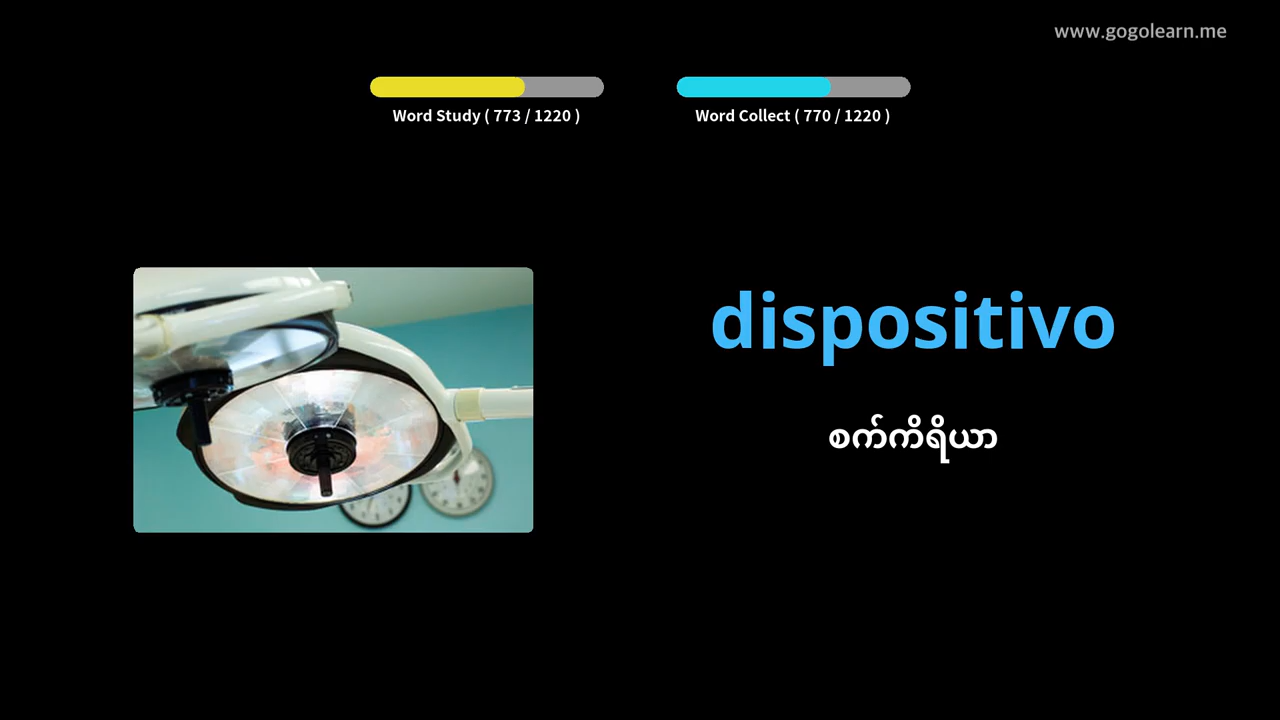 www.gogolearn.me
Word Study ( 773 / 1220 )
Word Collect ( 770 / 1220 )
dispositivo
စက်ကိရိယာ